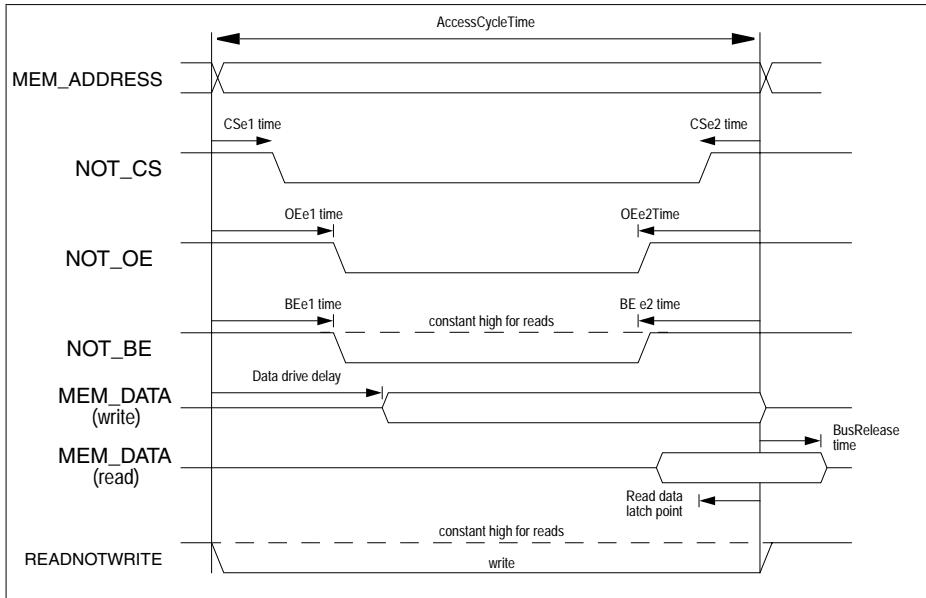 AccessCycleTime
MEM_ADDRESS
CSe1 time
CSe2 time
NOT_CS
OEe1 time
OEe2Time
NOT_OE
BEe1 time
BE e2 time
constant high for reads
NOT_BE
Data drive delay
MEM_DATA
(write)
BusRelease
time
MEM_DATA
(read)
Read data
latch point
constant high for reads
READNOTWRITE
write